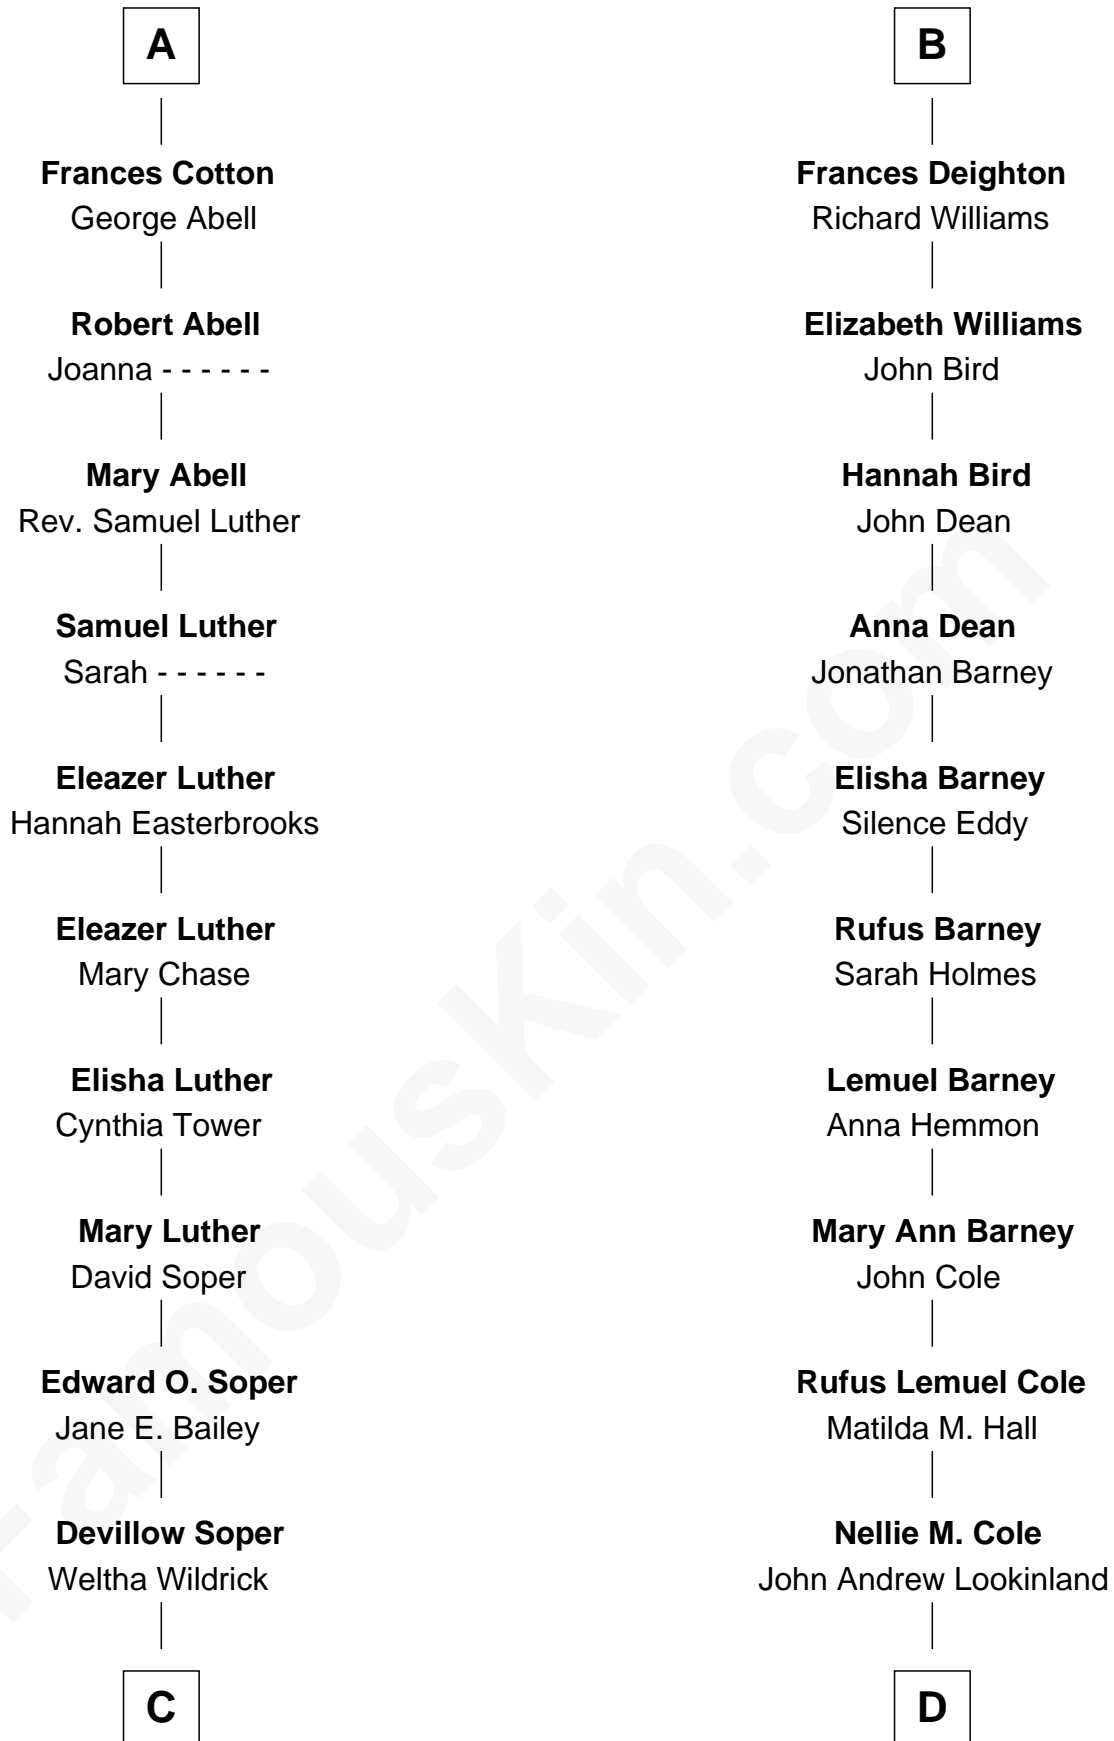 A
Frances Cotton
George Abell
Robert Abell
Joanna - - - - - -
Mary Abell
Rev. Samuel Luther
Samuel Luther
Sarah - - - - - -
Eleazer Luther
Hannah Easterbrooks
Eleazer Luther
Mary Chase
Elisha Luther
Cynthia Tower
Mary Luther
David Soper
Edward O. Soper
Jane E. Bailey
Devillow Soper
Weltha Wildrick
C
B
Frances Deighton
Richard Williams
Elizabeth Williams
John Bird
Hannah Bird
John Dean
Anna Dean
Jonathan Barney
Elisha Barney
Silence Eddy
Rufus Barney
Sarah Holmes
Lemuel Barney
Anna Hemmon
Mary Ann Barney
John Cole
Rufus Lemuel Cole
Matilda M. Hall
Nellie M. Cole
John Andrew Lookinland
D
FamousKin.com